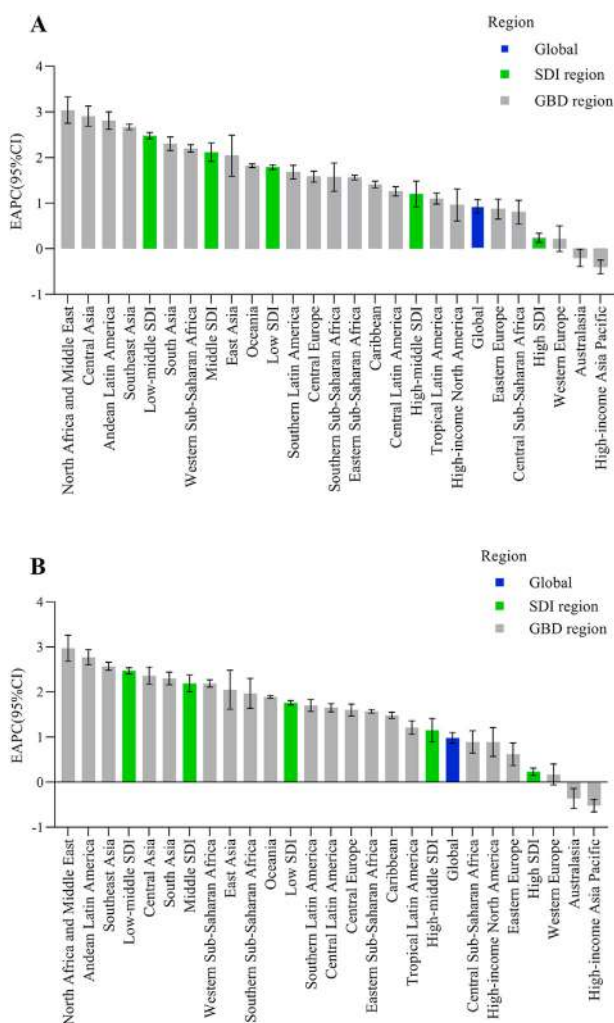 A
Region
Global
SDI region
GBD region
EAPC(95%CI)
4
3
2
1
0
-1
North Africa and Middle East
Central Asia
Andean Latin America
Southeast Asia
Low-middle SDI
South Asia
Western Sub-Saharan Africa
Middle SDI
East Asia
Oceania
Low SDI
Southern Latin America
Central Europe
Southern Sub-Saharan Africa
Eastern Sub-Saharan Africa
Caribbean
Central Latin America
High-middle SDI
Tropical Latin America
High-income North America
Global
Eastern Europe
Central Sub-Saharan Africa
High SDI
Western Europe
Australasia
High-income Asia Pacific
B
Region
Global
SDI region
GBD region
EAPC(95%CI)
4
3
2
1
0
-1
North Africa and Middle East
Andean Latin America
Southeast Asia
Low-middle SDI
Central Asia
South Asia
Middle SDI
Western Sub-Saharan Africa
East Asia
Southern Sub-Saharan Africa
Oceania
Low SDI
Southern Latin America
Central Latin America
Central Europe
Eastern Sub-Saharan Africa
Caribbean
Tropical Latin America
High-middle SDI
Global
Central Sub-Saharan Africa
High-income North America
Eastern Europe
High SDI
Western Europe
Australasia
High-income Asia Pacific